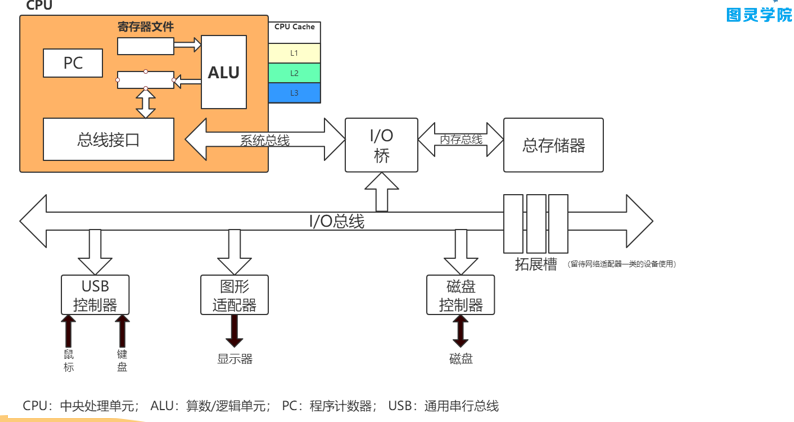 CPU
图灵学院
寄存器文件
CPU Cache
PC
ALU
L1
L2
L3
总线接口
系统总线
I/O
桥
内存总线
总存储器
I/O总线
拓展槽
(留待网络适配器一类的设备使用)
USB
控制器
图形
适配器
磁盘
控制器
鼠
标
键
盘
显示器
磁盘
CPU：中央处理单元； ALU：算数/逻辑单元； PC：程序计数器； USB：通用串行总线